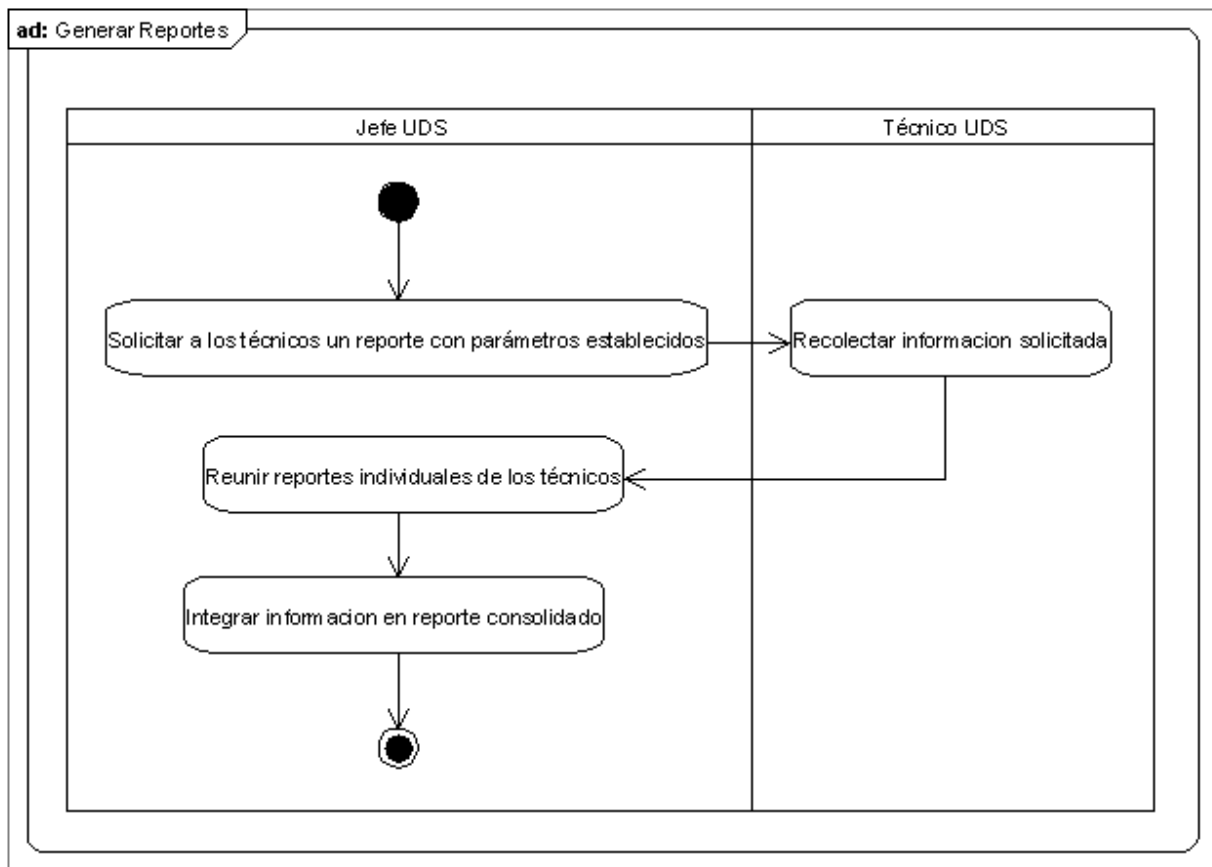 ad: Generar Reportes
Jefe UDS
Técnico UDS
Solicitar a los técnicos un reporte con parámetros establecidos
Recolectar informacion solicitada
Reunir reportes individuales de los técnicos
Integrar informacion en reporte consolidado